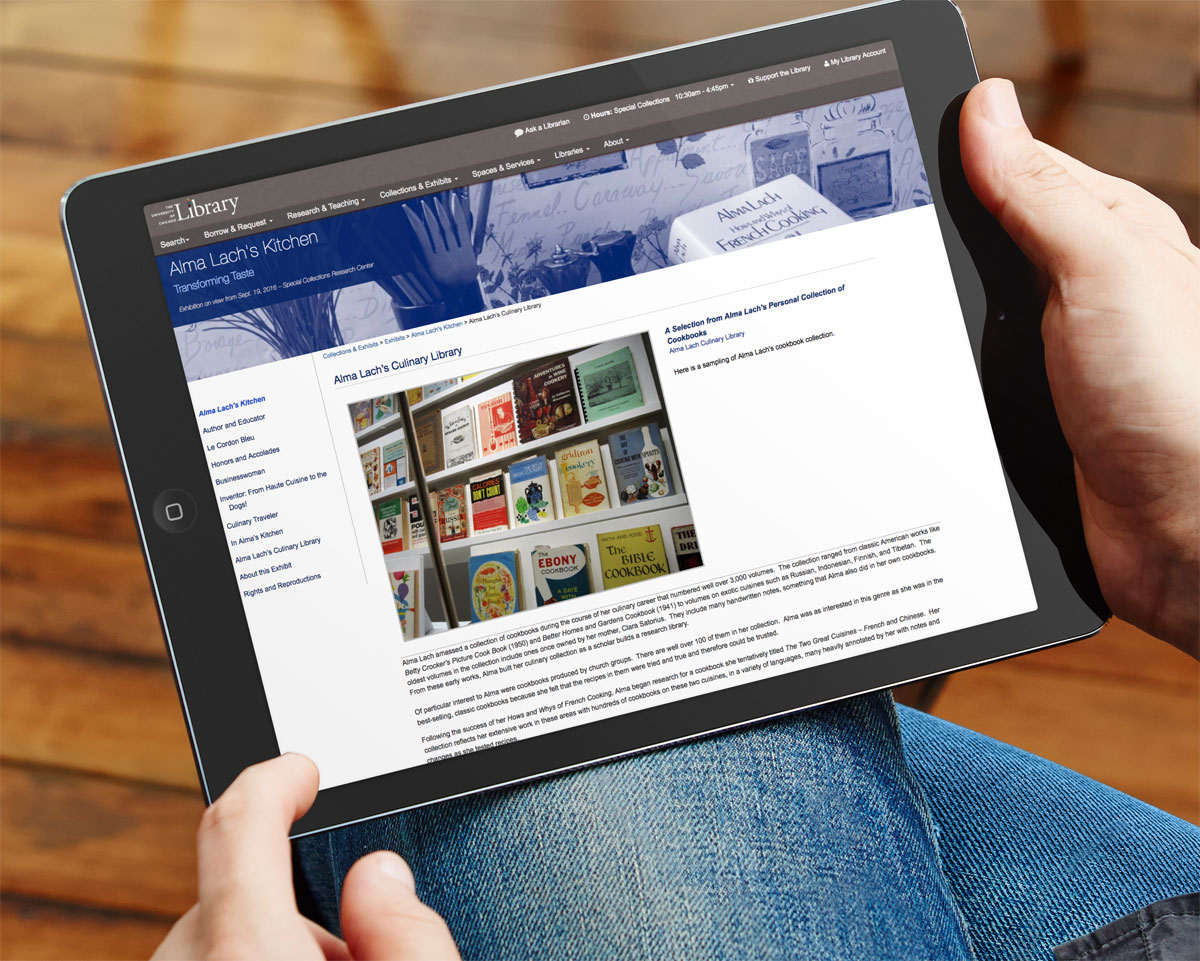 Ask a Librarian
Hours: Special Collections 10:30am - 4:45pm
Support the Library
My Library Account
THE UNIVERSITY OF CHICAGO Library
Search
Borrow & Request
Research & Teaching
Collections & Exhibits
Spaces & Services
Libraries
About
Alma Lach's Kitchen
Transforming Taste
Exhibition on view from Sept. 19, 2016 – Special Collections Research Center
Fennel
Caraway
Borage
SAGE
ALMA LACH
Hows and Whys of
FRENCH COOKING
Collections & Exhibits > Exhibits > Alma Lach's Kitchen > Alma Lach's Culinary Library
Alma Lach's Kitchen
Author and Educator
Le Cordon Bleu
Honors and Accolades
Businesswoman
Inventor: From Haute Cuisine to the
Dogs!
Culinary Traveler
In Alma's Kitchen
Alma Lach's Culinary Library
About this Exhibit
Rights and Reproductions
Alma Lach's Culinary Library
ADVENTURES
in WINE
COOKERY
gridiron
cookery
THE
ART
OF
COOKING WITH SPIRITS
CALORIES
DON'T
COUNT
RUSSIA
The
EBONY
COOKBOOK
A DATE
WITH
FAITH AND FOOD
The
BIBLE
COOKBOOK
THE
A Selection from Alma Lach's Personal Collection of
Cookbooks
Alma Lach Culinary Library
Here is a sampling of Alma Lach's cookbook collection.
Alma Lach amassed a collection of cookbooks during the course of her culinary career that numbered well over 3,000 volumes. The collection ranged from classic American works like
Betty Crocker's Picture Cook Book (1950) and Better Homes and Gardens Cookbook (1941) to volumes on exotic cuisines such as Russian, Indonesian, Finnish, and Tibetan. The
oldest volumes in the collection include ones once owned by her mother, Clara Satorius. They include many handwritten notes, something that Alma also did in her own cookbooks.
From these early works, Alma built her culinary collection as a scholar builds a research library.
Of particular interest to Alma were cookbooks produced by church groups. There are well over 100 of them in her collection. Alma was as interested in this genre as she was in the
best-selling, classic cookbooks because she felt that the recipes in them were tried and true and therefore could be trusted.
Following the success of her Hows and Whys of French Cooking, Alma began research for a cookbook she tentatively titled The Two Great Cuisines – French and Chinese. Her
collection reflects her extensive work in these areas with hundreds of cookbooks on these two cuisines, in a variety of languages, many heavily annotated by her with notes and
changes as she tested recipes.